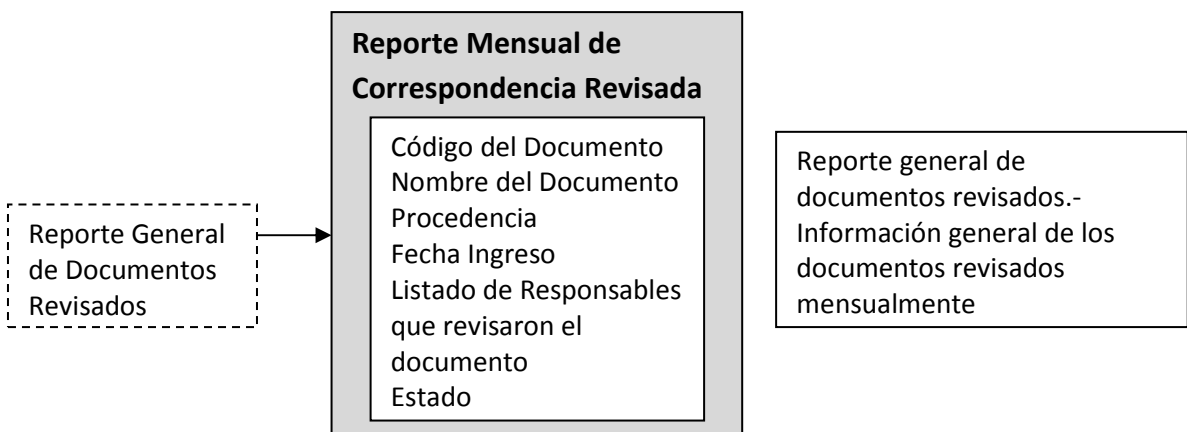 Reporte Mensual de
Correspondencia Revisada
Código del Documento
Nombre del Documento
Procedencia
Fecha Ingreso
Listado de Responsables
que revisaron el
documento
Estado
Reporte General
de Documentos
Revisados
Reporte general de
documentos revisados.-
Información general de los
documentos revisados
mensualmente